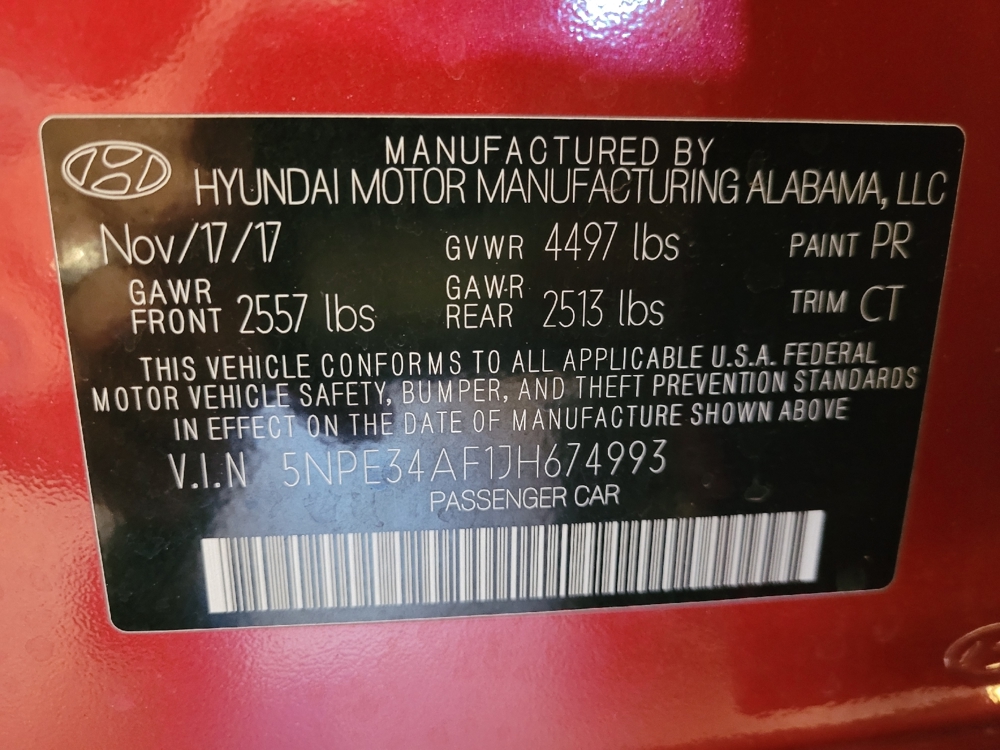 MANUFACTURED BY
HYUNDAI MOTOR MANUFACTURING ALABAMA, LLC
Nov/17/17 GVWR 4497 lbs PAINT PR
GAWR FRONT 2557 lbs GAWR REAR 2513 lbs TRIM CT
THIS VEHICLE CONFORMS TO ALL APPLICABLE U.S.A. FEDERAL
MOTOR VEHICLE SAFETY, BUMPER, AND THEFT PREVENTION STANDARDS
IN EFFECT ON THE DATE OF MANUFACTURE SHOWN ABOVE
V.I.N 5NPE34AF1JH674993
PASSENGER CAR